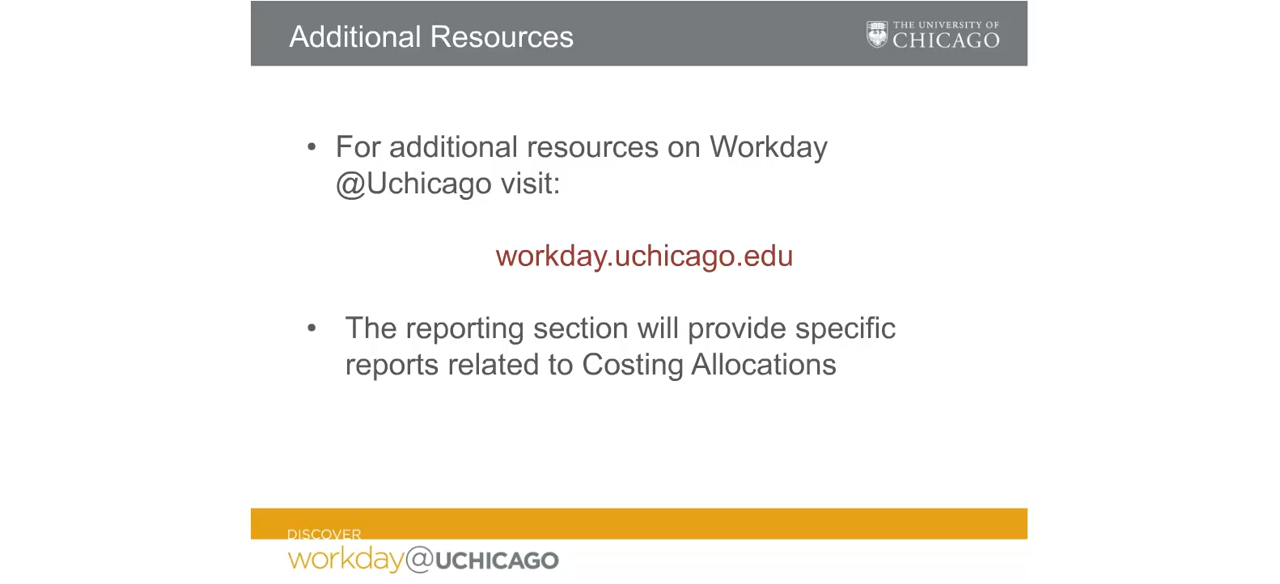 Additional Resources
THE UNIVERSITY OF
CHICAGO
• For additional resources on Workday
@Uchicago visit:
workday.uchicago.edu
• The reporting section will provide specific
reports related to Costing Allocations
DISCOVER
workday@UCHICAGO